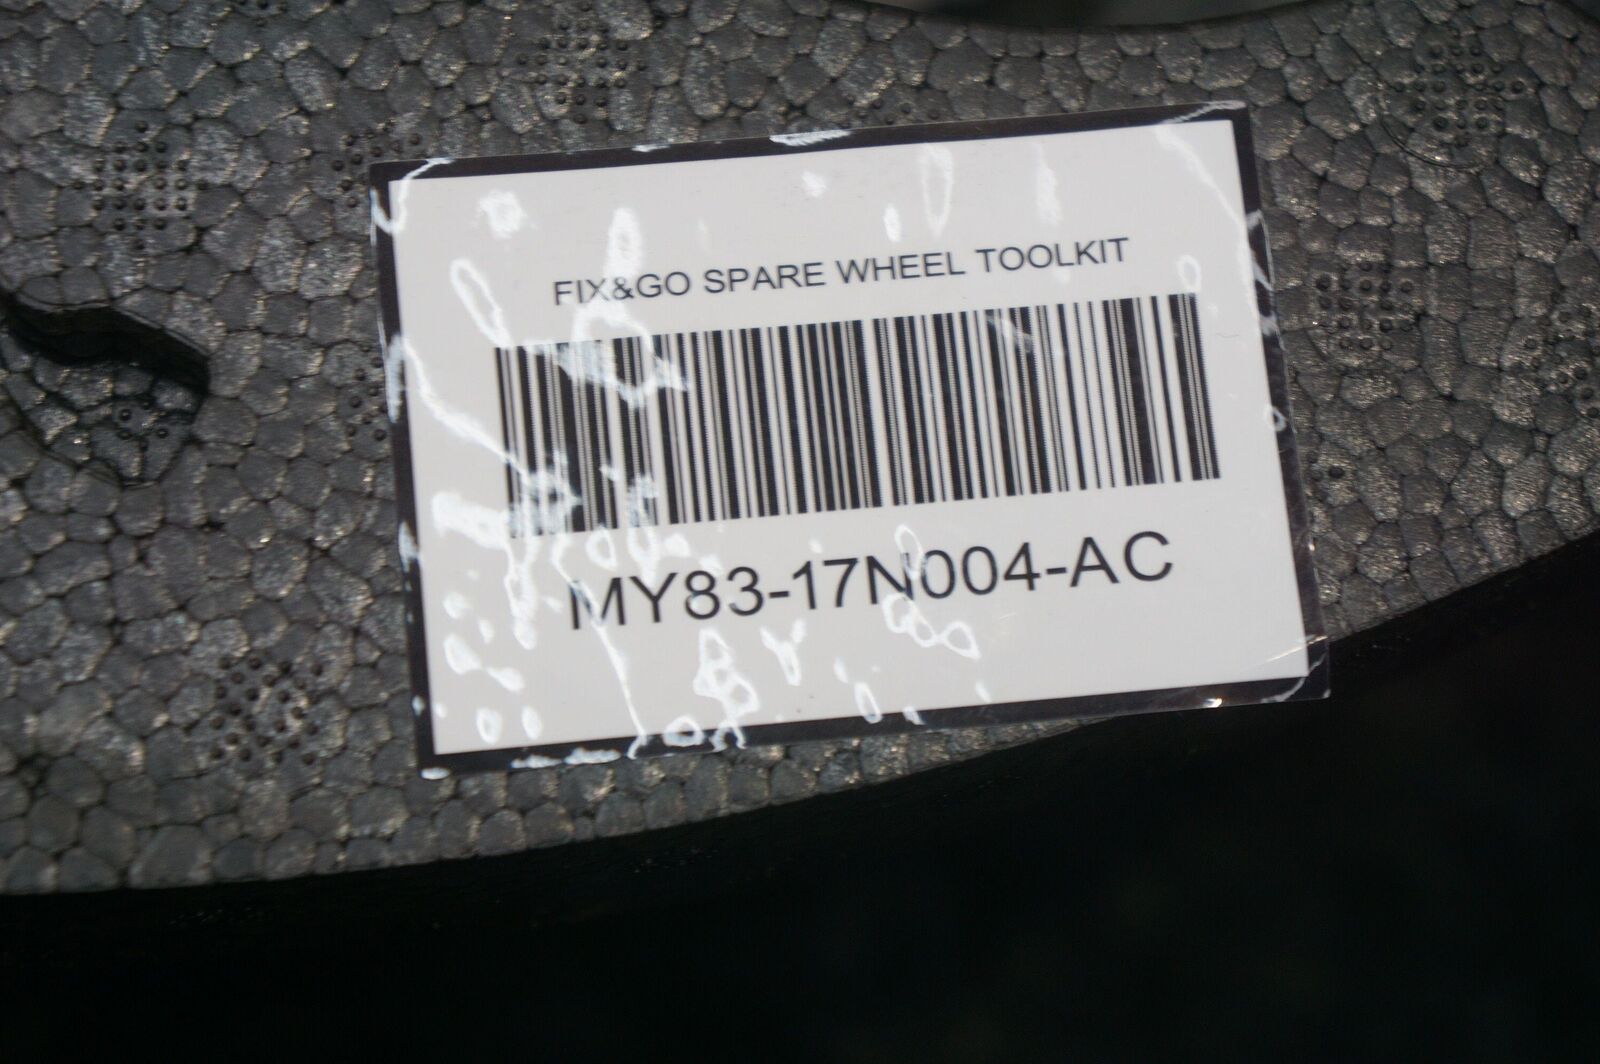 FIX&GO SPARE WHEEL TOOLKIT
MY83-17N004-AC